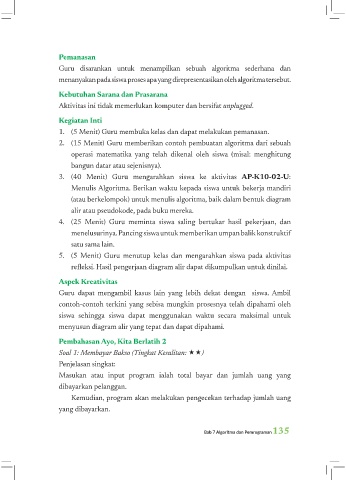 Pemanasan
Guru disarankan untuk menampilkan sebuah algoritma sederhana dan
menanyakan pada siswa proses apa yang direpresentasikan oleh algoritma tersebut.
Kebutuhan Sarana dan Prasarana
Aktivitas ini tidak memerlukan komputer dan bersifat unplugged.
Kegiatan Inti
1. (5 Menit) Guru membuka kelas dan dapat melakukan pemanasan.
2. (15 Menit) Guru memberikan contoh pembuatan algoritma dari sebuah
operasi matematika yang telah dikenal oleh siswa (misal: menghitung
bangun datar atau sejenisnya).
3. (40 Menit) Guru mengarahkan siswa ke aktivitas AP-K10-02-U:
Menulis Algoritma. Berikan waktu kepada siswa untuk bekerja mandiri
(atau berkelompok) untuk menulis algoritma, baik dalam bentuk diagram
alir atau pseudokode, pada buku mereka.
4. (25 Menit) Guru meminta siswa saling bertukar hasil pekerjaan, dan
menelusurinya. Pancing siswa untuk memberikan umpan balik konstruktif
satu sama lain.
5. (5 Menit) Guru menutup kelas dan mengarahkan siswa pada aktivitas
refleksi. Hasil pengerjaan diagram alir dapat dikumpulkan untuk dinilai.
Aspek Kreativitas
Guru dapat mengambil kasus lain yang lebih dekat dengan siswa. Ambil
contoh-contoh terkini yang sebisa mungkin prosesnya telah dipahami oleh
siswa sehingga siswa dapat menggunakan waktu secara maksimal untuk
menyusun diagram alir yang tepat dan dapat dipahami.
Pembahasan Ayo, Kita Berlatih 2
Soal 1: Membayar Bakso (Tingkat Kesulitan: ★★)
Penjelasan singkat:
Masukan atau input program ialah total bayar dan jumlah uang yang
dibayarkan pelanggan.
Kemudian, program akan melakukan pengecekan terhadap jumlah uang
yang dibayarkan.
Bab 7 Algoritma dan Pemrograman 135